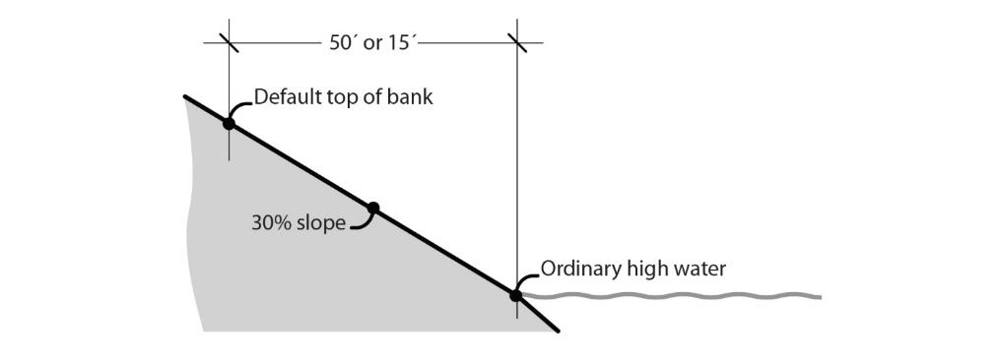 50´ or 15´
Default top of bank
30% slope
Ordinary high water